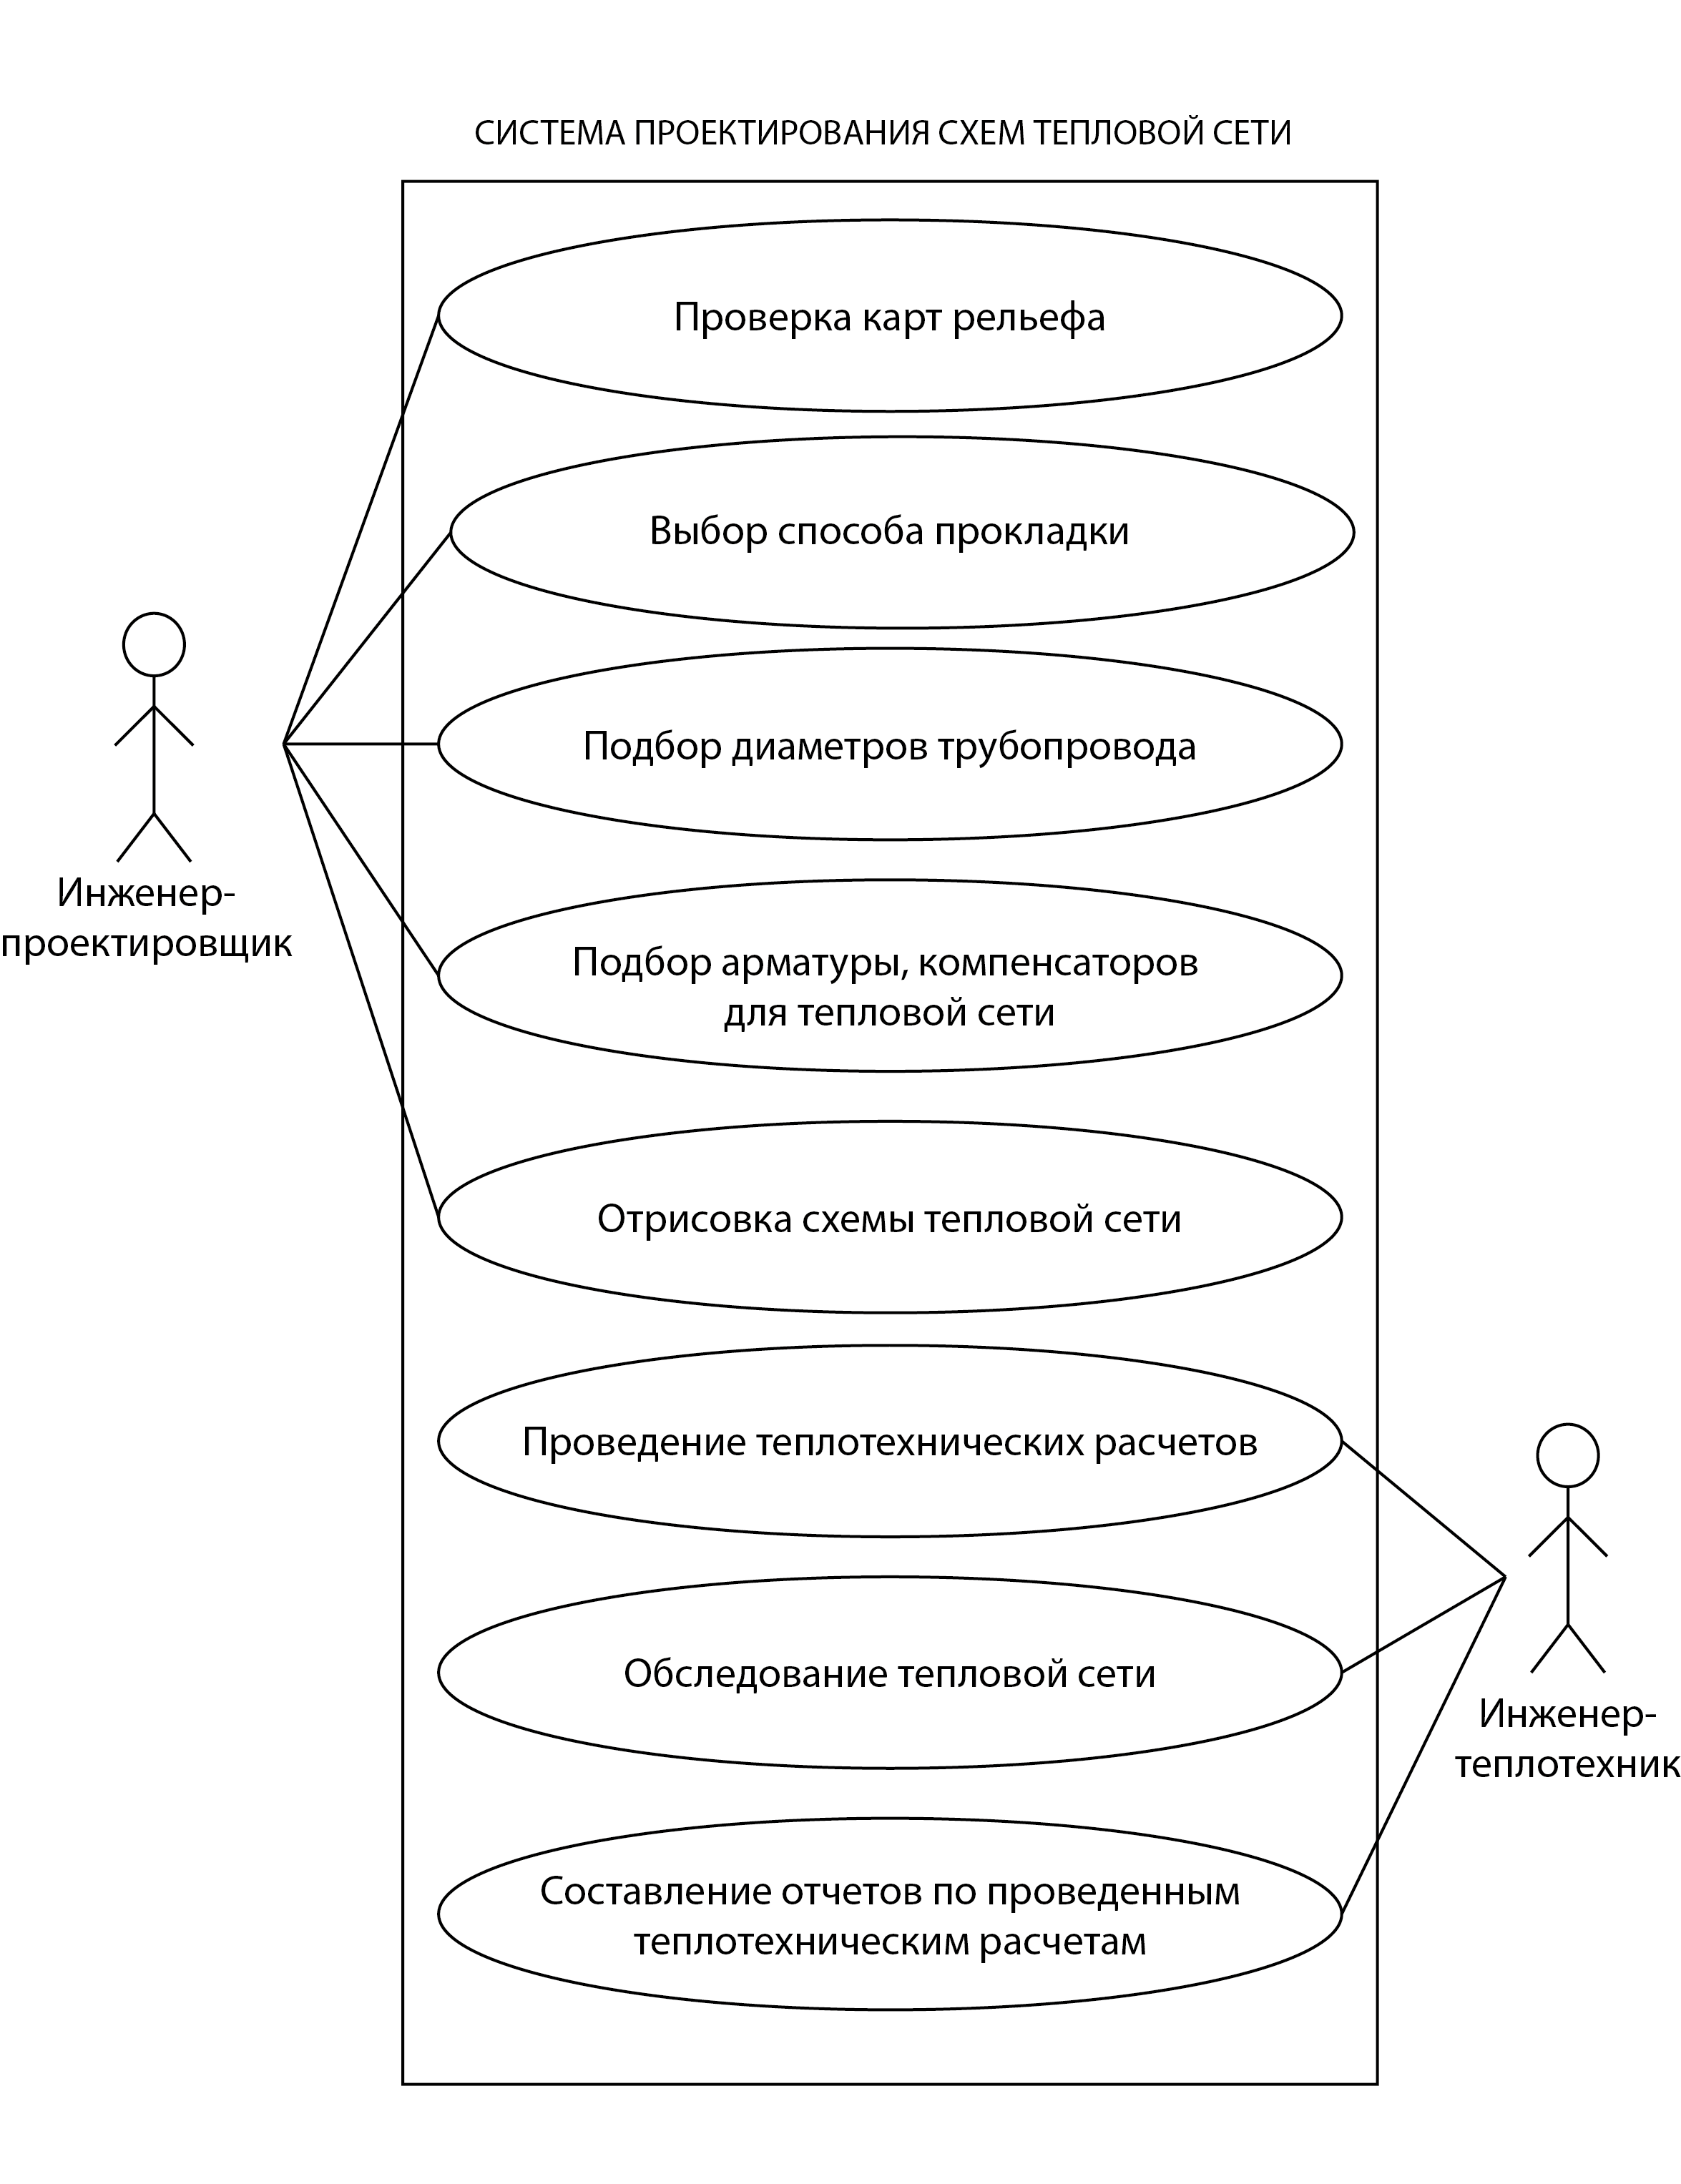 СИСТЕМА ПРОЕКТИРОВАНИЯ СХЕМ ТЕПЛОВОЙ СЕТИ
Проверка карт рельефа
Выбор способа прокладки
Подбор диаметров трубопровода
Инженер-
проектировщик
Подбор арматуры, компенсаторов
для тепловой сети
Отрисовка схемы тепловой сети
Проведение теплотехнических расчетов
Обследование тепловой сети
Инженер-
теплотехник
Составление отчетов по проведенным
теплотехническим расчетам